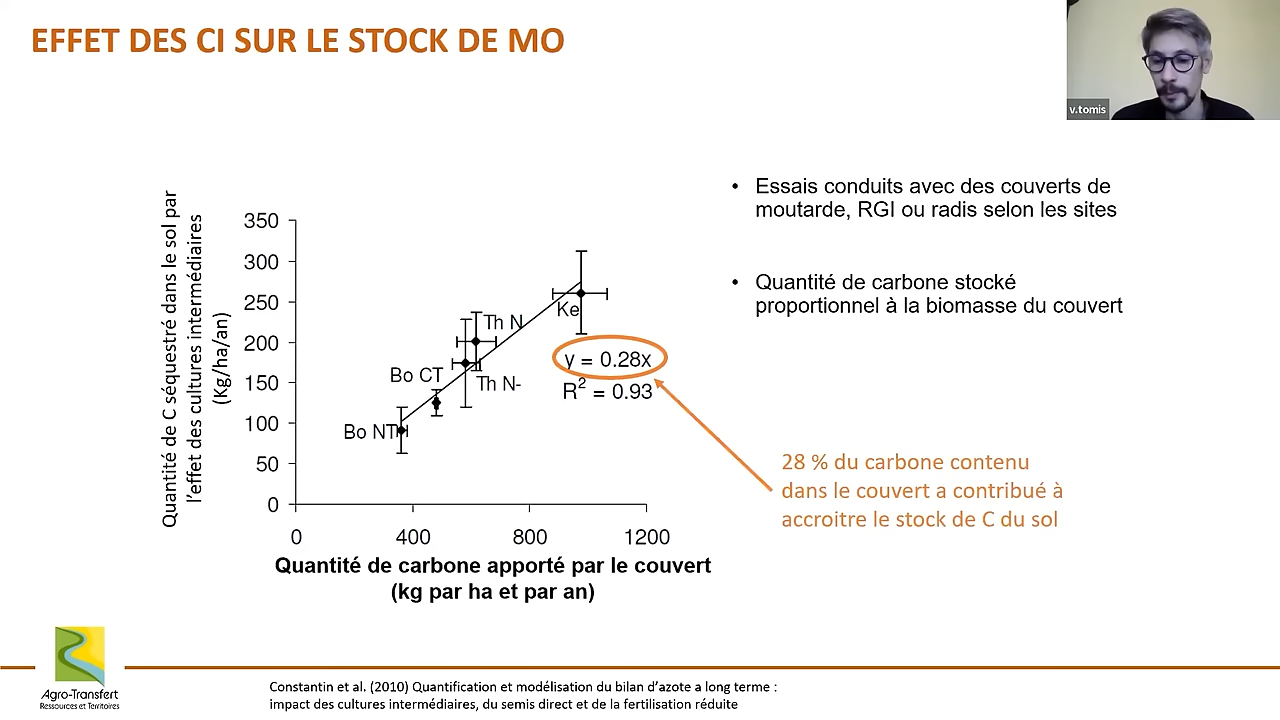 EFFET DES CI SUR LE STOCK DE MO
v.tomis
Quantité de C séquestré dans le sol par
l'effet des cultures intermédiaires
(Kg/ha/an)
350
300
250
200
150
100
50
0
0
400
800
1200
Ke
Th N
Th N-
Bo CT
Bo NT
y = 0.28x
R² = 0.93
Quantité de carbone apporté par le couvert
(kg par ha et par an)
• Essais conduits avec des couverts de
moutarde, RGI ou radis selon les sites
• Quantité de carbone stocké
proportionnel à la biomasse du couvert
28 % du carbone contenu
dans le couvert a contribué à
accroitre le stock de C du sol
Agro-Transfert
Ressources et Territoires
Constantin et al. (2010) Quantification et modélisation du bilan d'azote a long terme :
impact des cultures intermédiaires, du semis direct et de la fertilisation réduite